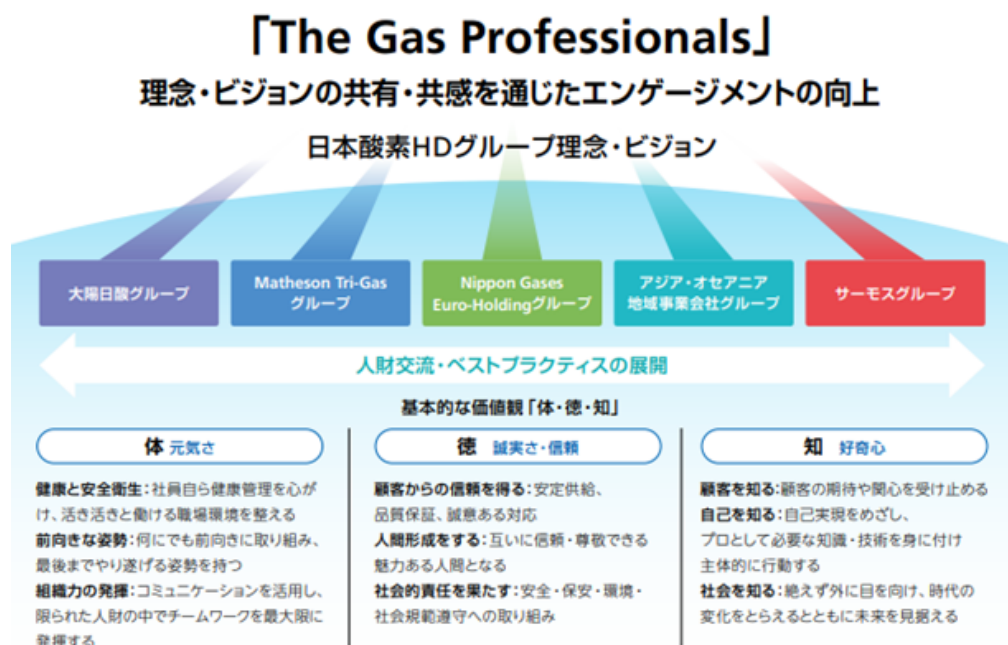 「The Gas Professionals」
理念・ビジョンの共有・共感を通じたエンゲージメントの向上
日本酸素HDグループ理念・ビジョン
大陽日酸グループ
Matheson Tri-Gas
グループ
Nippon Gases
Euro-Holdingグループ
アジア・オセアニア
地域事業会社グループ
サーモスグループ
人財交流・ベストプラクティスの展開
基本的な価値観「体・徳・知」
体 元気さ
健康と安全衛生：社員自ら健康管理を心が
け、活き活きと働ける職場環境を整える
前向きな姿勢：何にでも前向きに取り組み、
最後までやり遂げる姿勢を持つ
組織力の発揮：コミュニケーションを活用し、
限られた人財の中でチームワークを最大限に
発揮する
徳 誠実さ・信頼
顧客からの信頼を得る：安定供給、
品質保証、誠意ある対応
人間形成をする：互いに信頼・尊敬できる
魅力ある人間となる
社会的責任を果たす：安全・保安・環境・
社会規範遵守への取り組み
知 好奇心
顧客を知る：顧客の期待や関心を受け止める
自己を知る：自己実現をめざし、
プロとして必要な知識・技術を身に付け
主体的に行動する
社会を知る：絶えず外に目を向け、時代の
変化をとらえるとともに未来を見据える